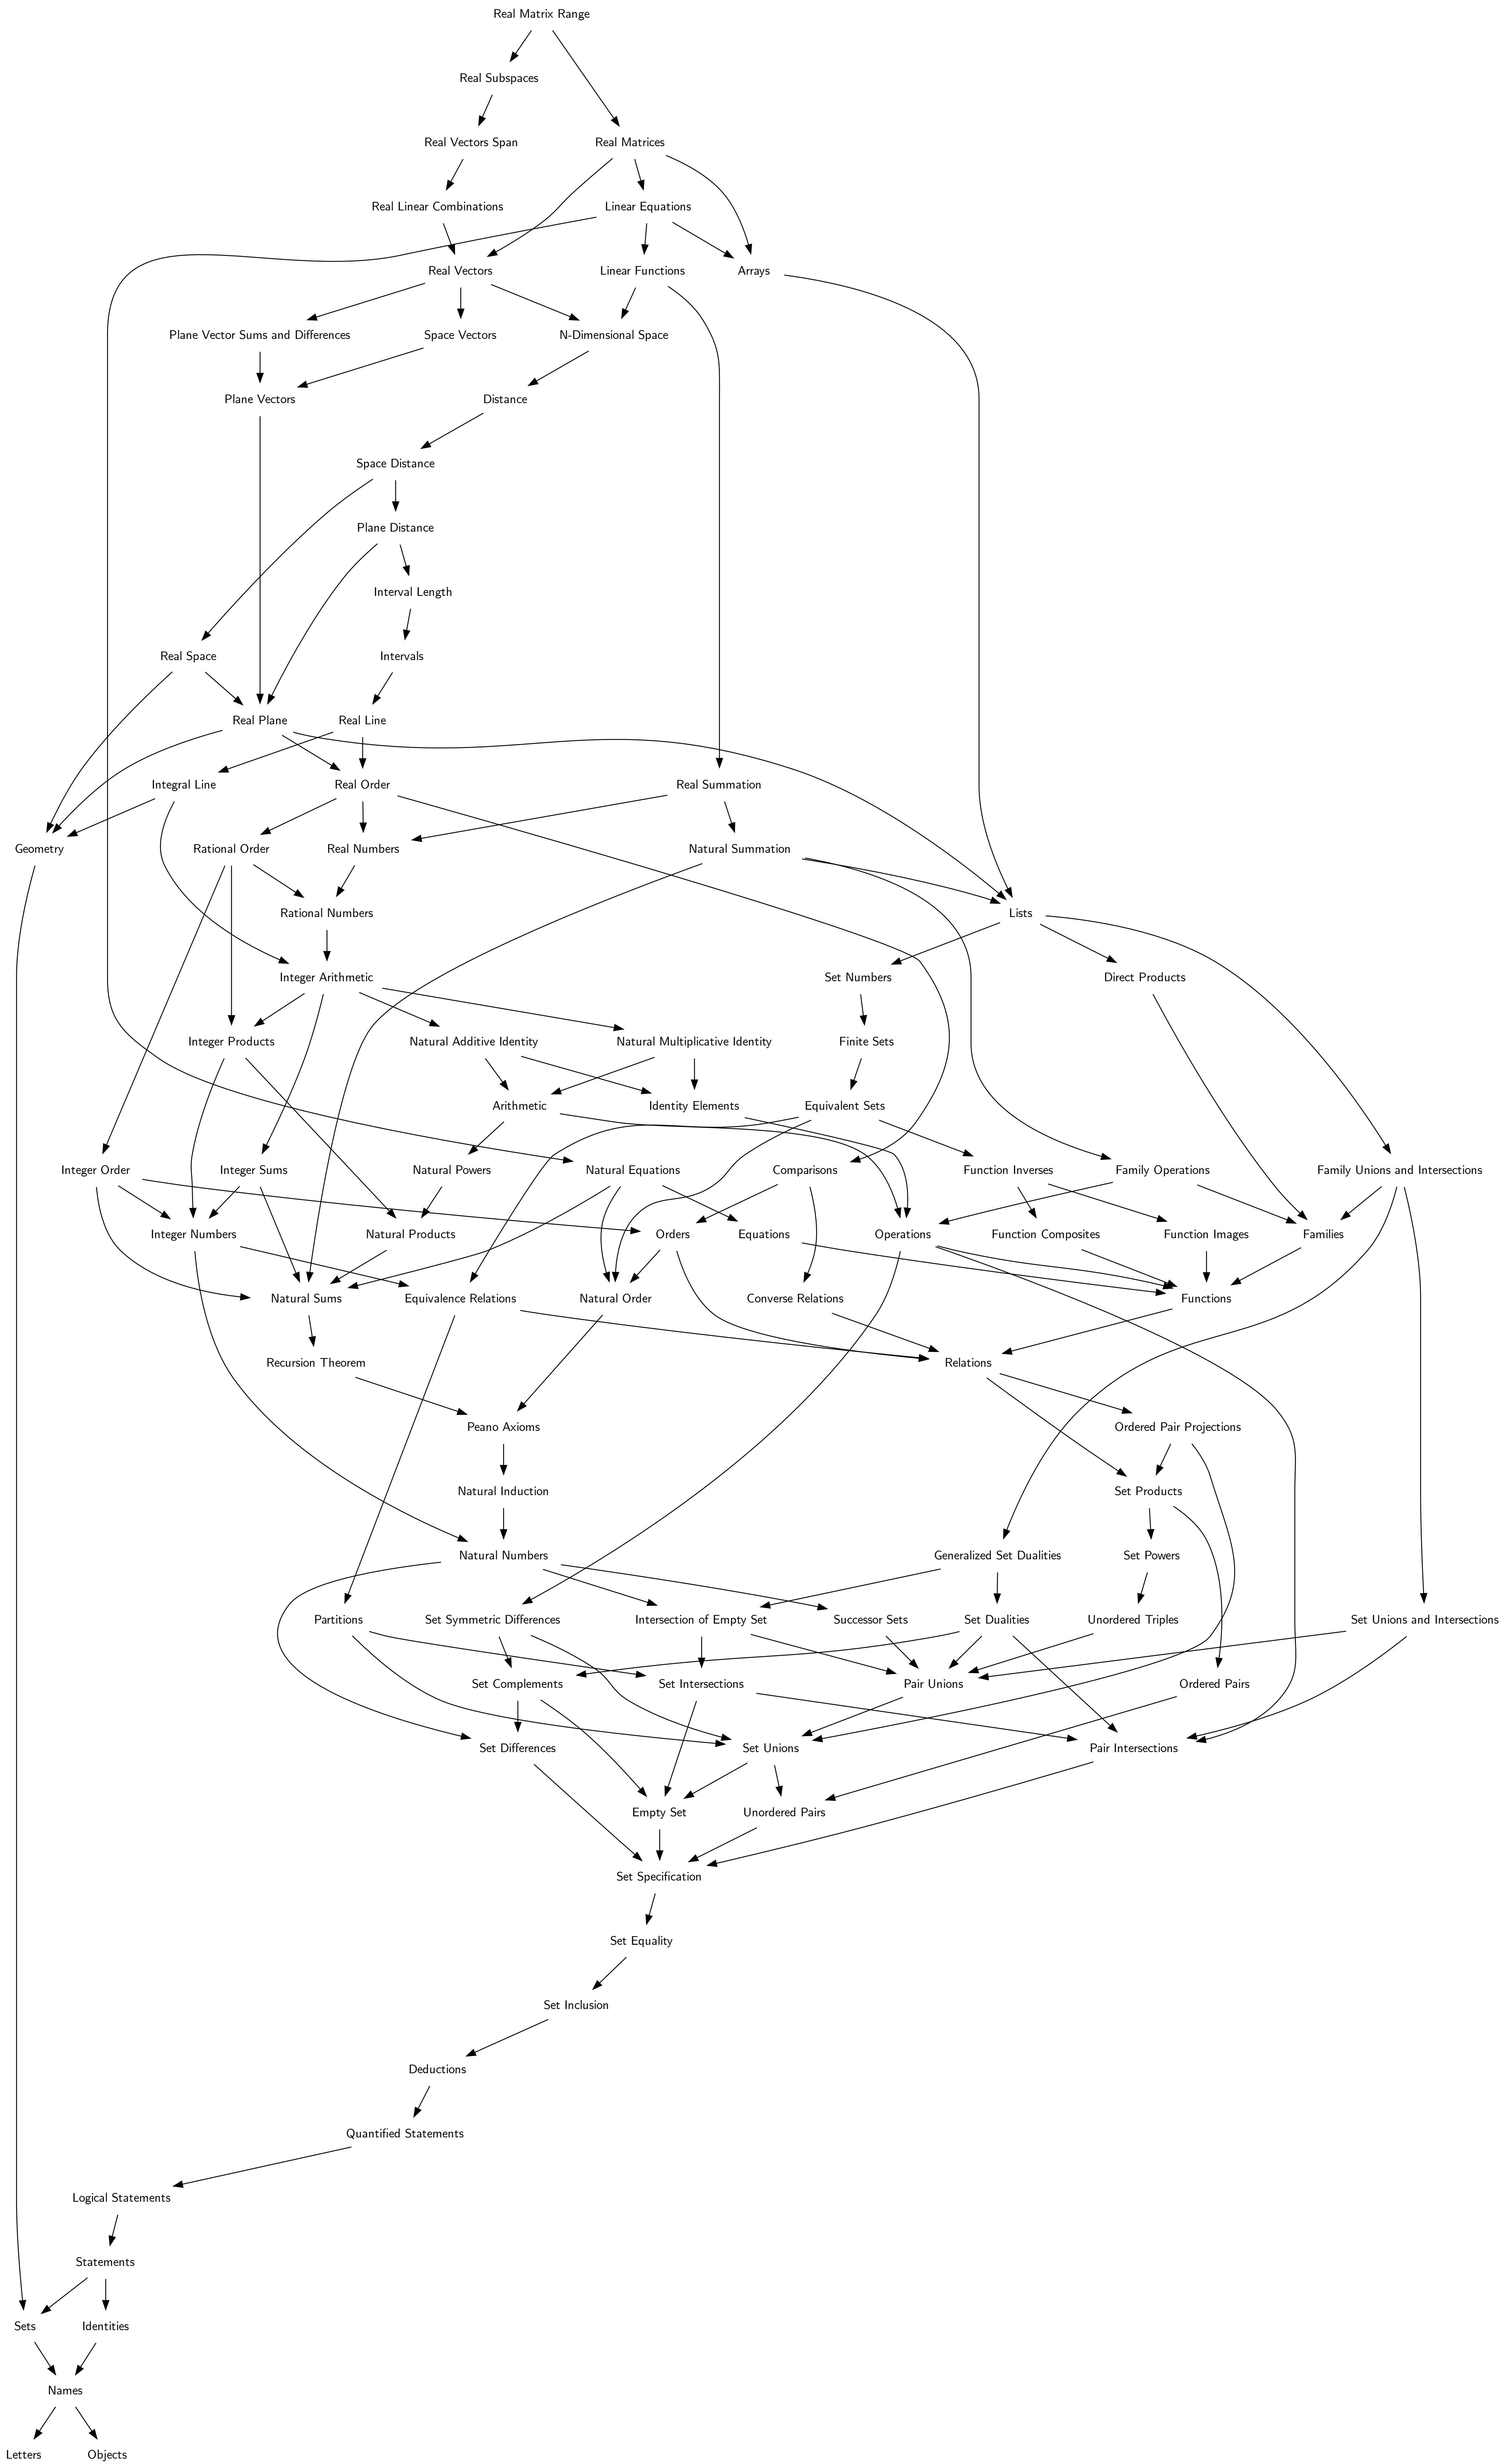 Real Matrix Range
Real Subspaces
Real Vectors Span
Real Matrices
Real Linear Combinations
Linear Equations
Real Vectors
Linear Functions
Arrays
Plane Vector Sums and Differences
Space Vectors
N-Dimensional Space
Plane Vectors
Distance
Space Distance
Plane Distance
Interval Length
Real Space
Intervals
Real Plane
Real Line
Integral Line
Real Order
Real Summation
Geometry
Rational Order
Real Numbers
Natural Summation
Rational Numbers
Lists
Integer Arithmetic
Set Numbers
Direct Products
Integer Products
Natural Additive Identity
Natural Multiplicative Identity
Finite Sets
Arithmetic
Identity Elements
Equivalent Sets
Integer Order
Integer Sums
Natural Powers
Natural Equations
Comparisons
Function Inverses
Family Operations
Family Unions and Intersections
Integer Numbers
Natural Products
Orders
Equations
Operations
Function Composites
Function Images
Families
Natural Sums
Equivalence Relations
Natural Order
Converse Relations
Functions
Recursion Theorem
Relations
Peano Axioms
Ordered Pair Projections
Natural Induction
Set Products
Natural Numbers
Generalized Set Dualities
Set Powers
Partitions
Set Symmetric Differences
Intersection of Empty Set
Successor Sets
Set Dualities
Unordered Triples
Set Unions and Intersections
Set Complements
Set Intersections
Pair Unions
Ordered Pairs
Set Differences
Set Unions
Pair Intersections
Empty Set
Unordered Pairs
Set Specification
Set Equality
Set Inclusion
Deductions
Quantified Statements
Logical Statements
Statements
Sets
Identities
Names
Letters
Objects